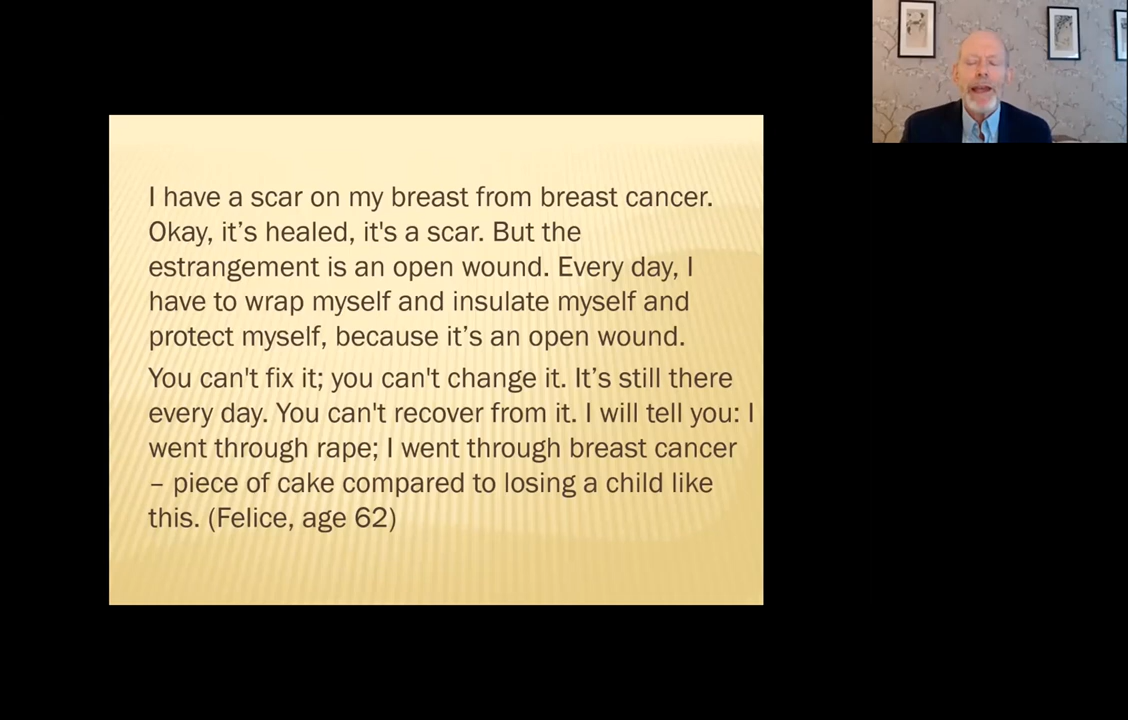 I have a scar on my breast from breast cancer.
Okay, it’s healed, it's a scar. But the
estrangement is an open wound. Every day, I
have to wrap myself and insulate myself and
protect myself, because it’s an open wound.
You can't fix it; you can't change it. It’s still there
every day. You can't recover from it. I will tell you: I
went through rape; I went through breast cancer
– piece of cake compared to losing a child like
this. (Felice, age 62)